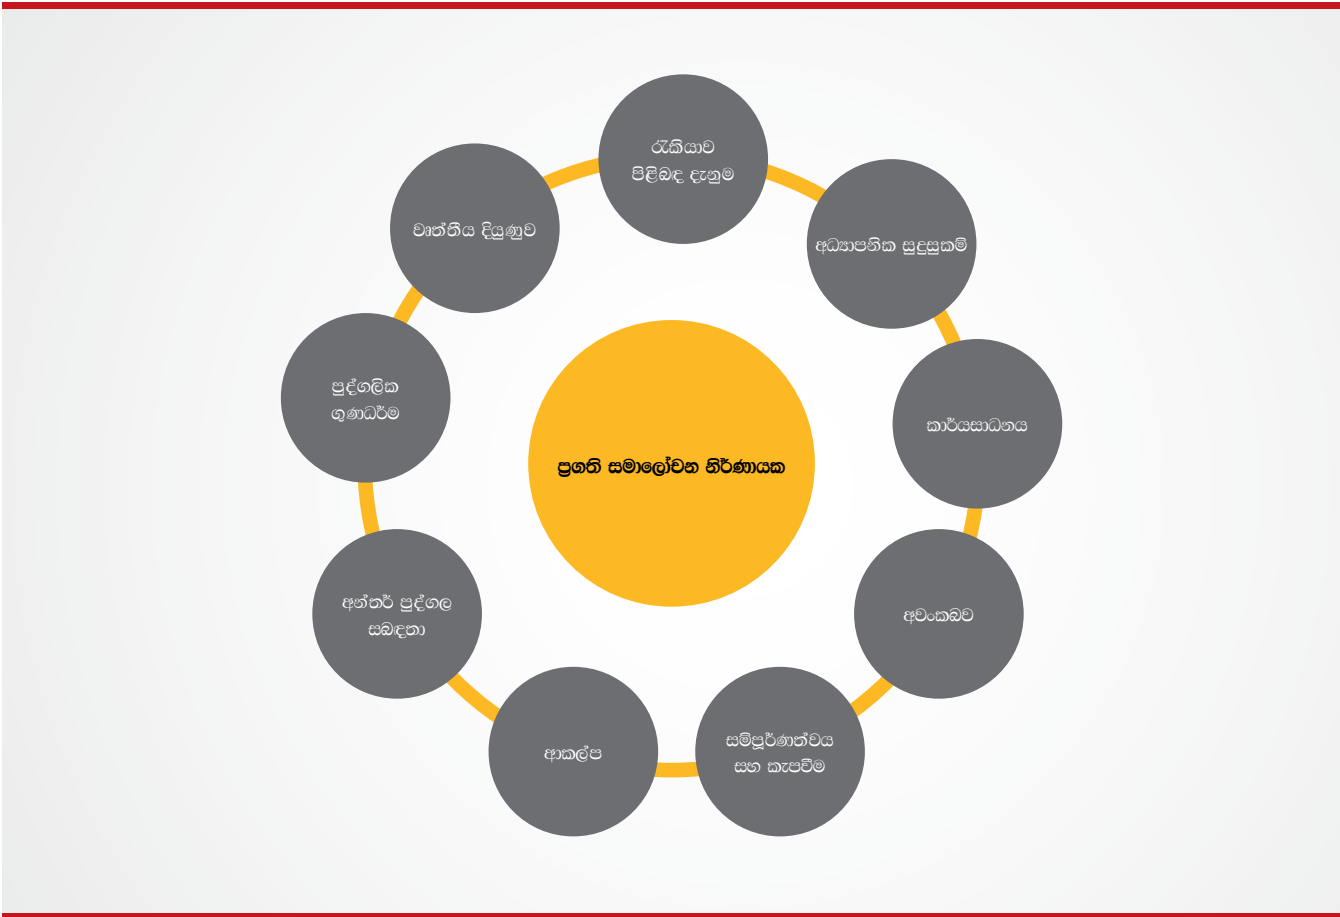 රැකියාව
පිළිබඳ දැනුම
අධ්‍යාපනික සුදුසුකම්
කාර්යසාධනය
අවංකබව
සම්පූර්ණත්වය
සහ කැපවීම
ආකල්ප
අන්තර් පුද්ගල
සබඳතා
පුද්ගලික
ගුණධර්ම
වෘත්තීය දියුණුව
ප්‍රගති සමාලෝචන නිර්ණායක